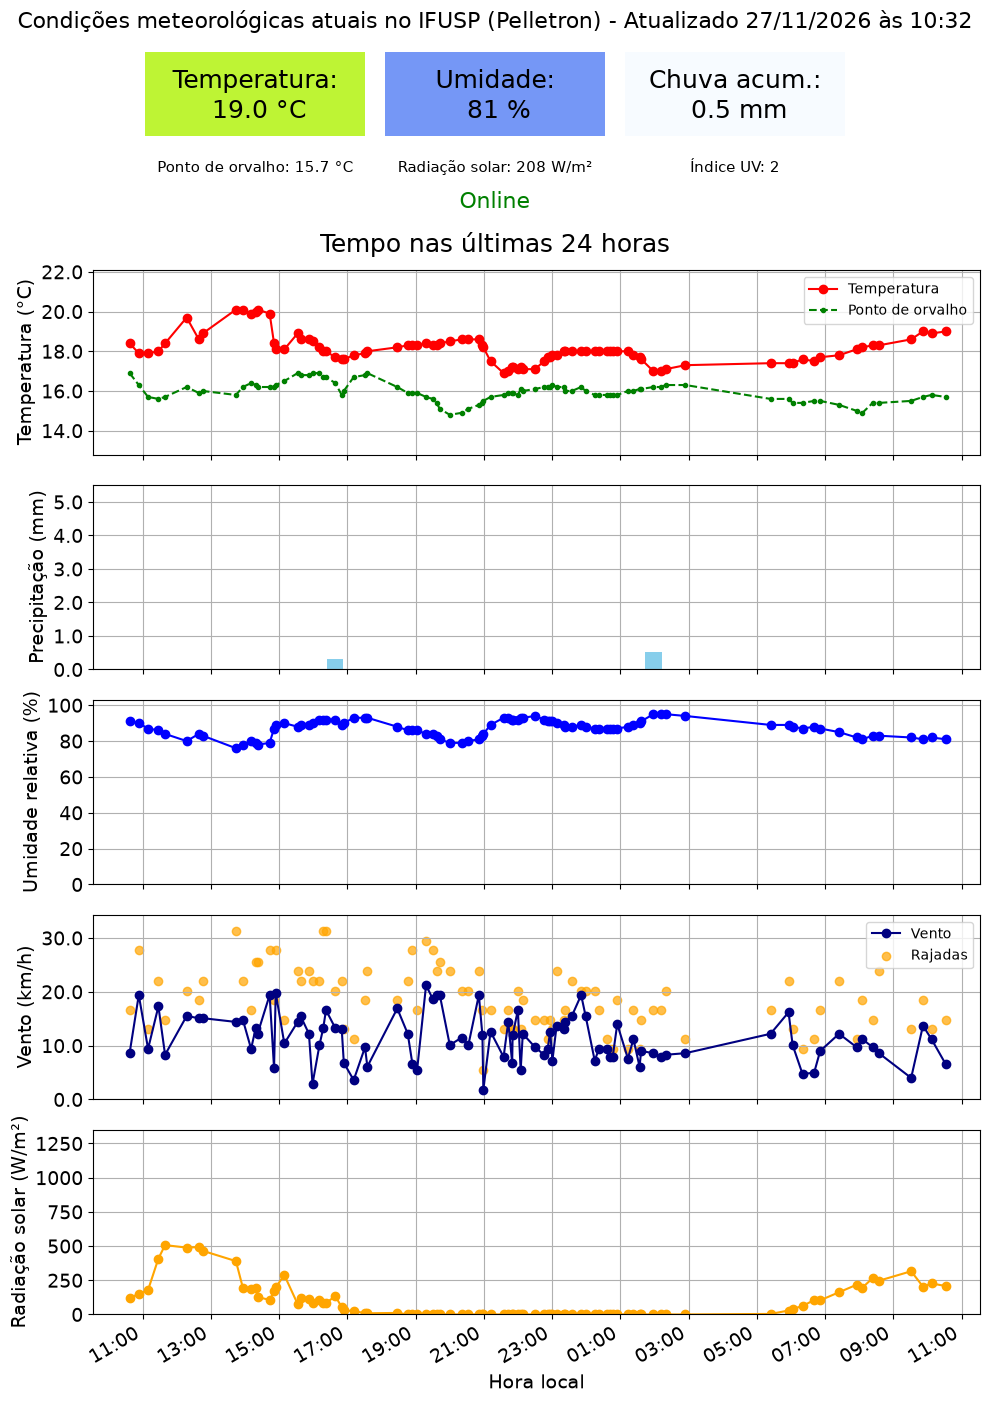 Condições meteorológicas atuais no IFUSP (Pelletron) - Atualizado 27/11/2026 às 10:32
Temperatura:
19.0 °C
Umidade:
81 %
Chuva acum.:
0.5 mm
Ponto de orvalho: 15.7 °C
Radiação solar: 208 W/m²
Índice UV: 2
Online
Tempo nas últimas 24 horas
Temperatura (°C)
22.0
20.0
18.0
16.0
14.0
Temperatura
Ponto de orvalho
Precipitação (mm)
5.0
4.0
3.0
2.0
1.0
0.0
Umidade relativa (%)
100
80
60
40
20
0
Vento (km/h)
30.0
20.0
10.0
0.0
Vento
Rajadas
Radiação solar (W/m²)
1250
1000
750
500
250
0
11:00
13:00
15:00
17:00
19:00
21:00
23:00
01:00
03:00
05:00
07:00
09:00
11:00
Hora local